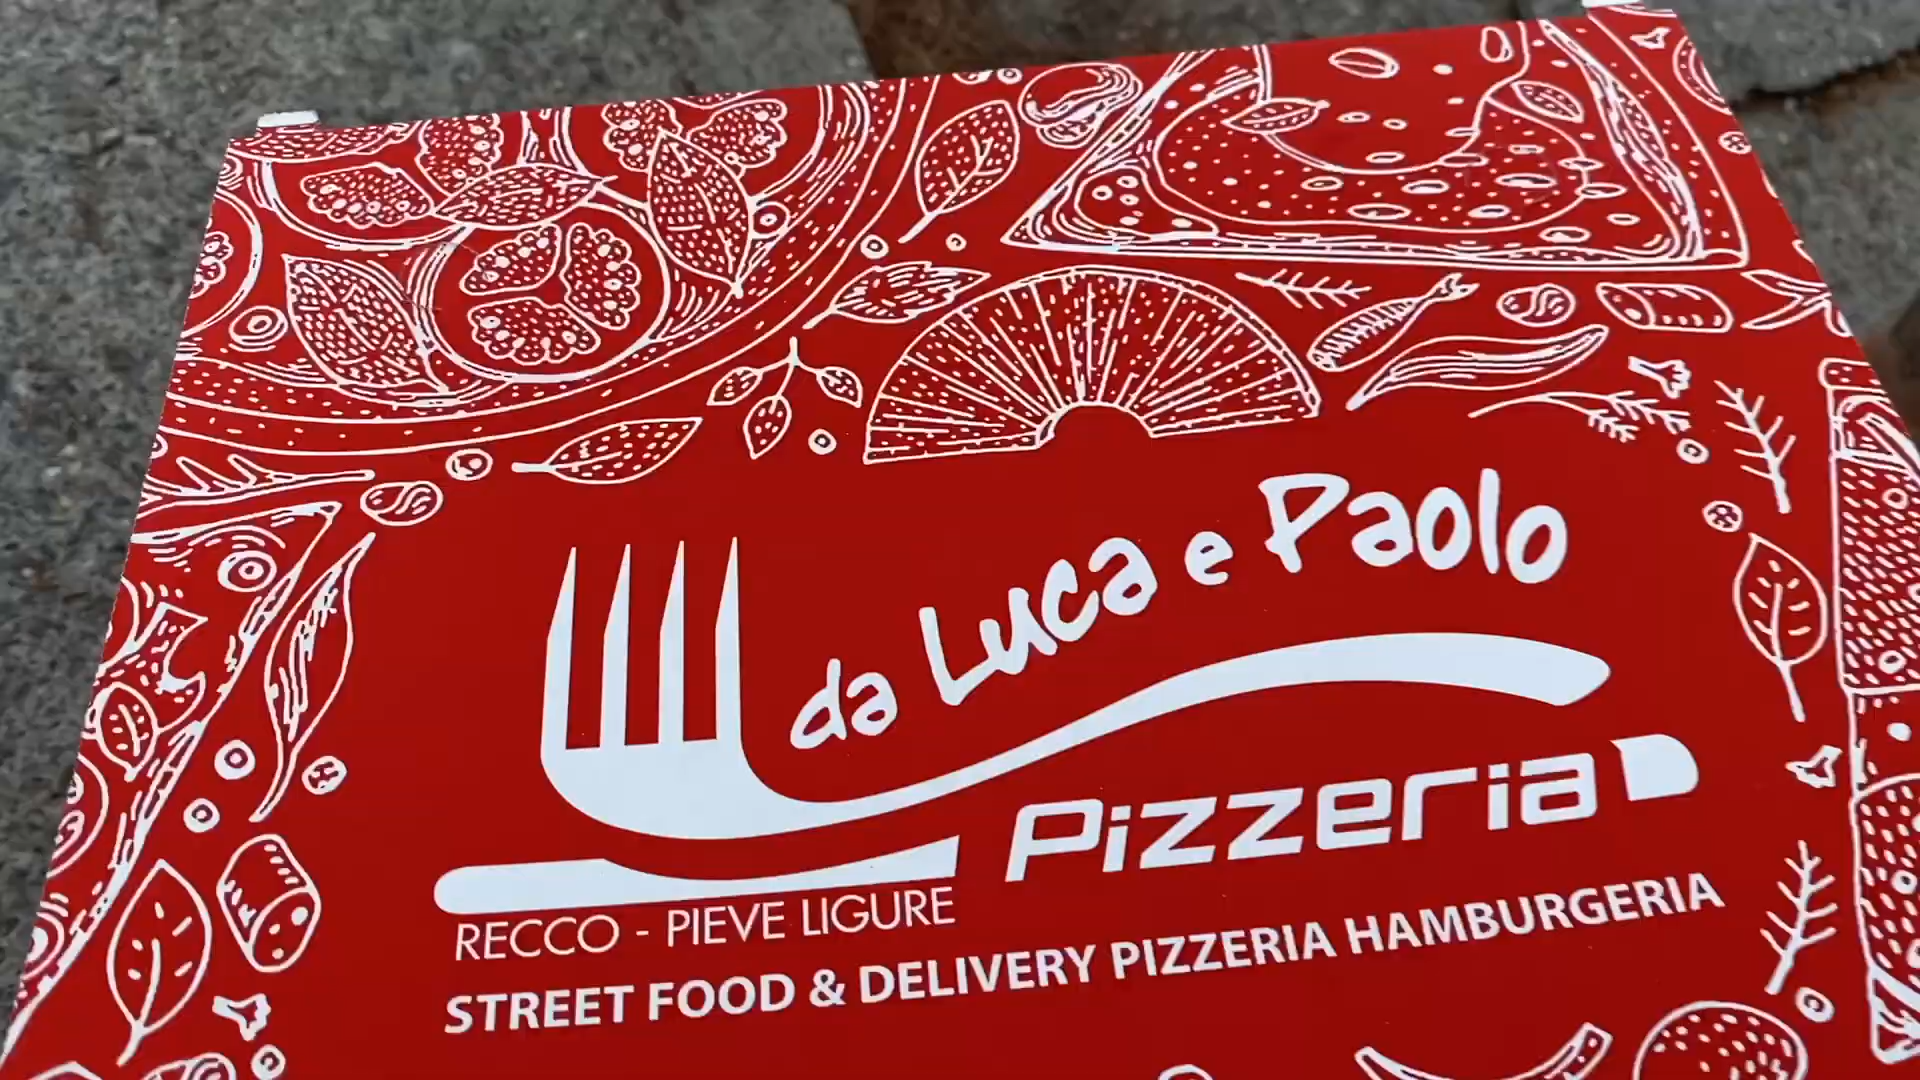 da Luca e Paolo
Pizzeria
RECCO - PIEVE LIGURE
STREET FOOD & DELIVERY PIZZERIA HAMBURGERIA